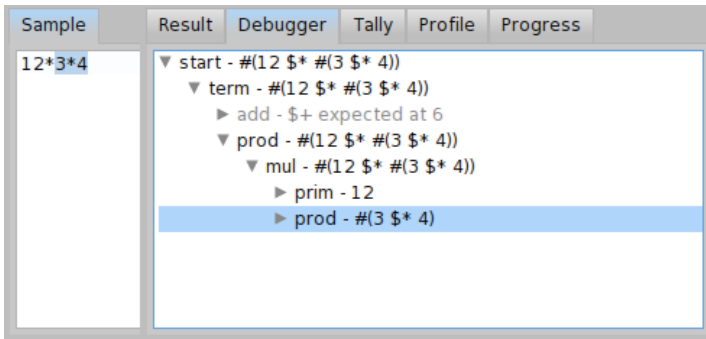 Sample Result Debugger Tally Profile Progress
12*3*4
start - #(12 $* #(3 $* 4))
term - #(12 $* #(3 $* 4))
add - $+ expected at 6
prod - #(12 $* #(3 $* 4))
mul - #(12 $* #(3 $* 4))
prim - 12
prod - #(3 $* 4)